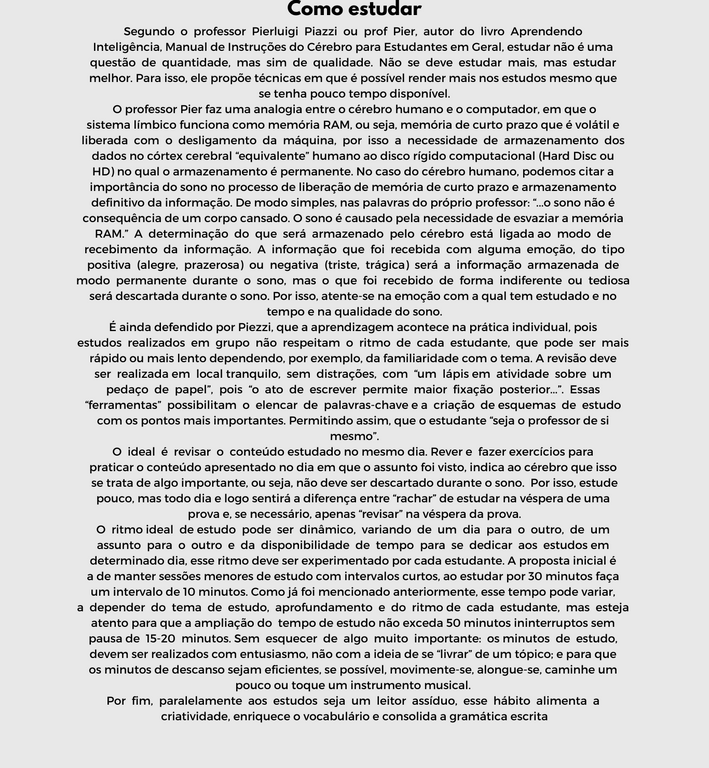 Como estudar
Segundo o professor Pierluigi Piazzi ou prof Pier, autor do livro Aprendendo
Inteligência, Manual de Instruções do Cérebro para Estudantes em Geral, estudar não é uma
questão de quantidade, mas sim de qualidade. Não se deve estudar mais, mas estudar
melhor. Para isso, ele propõe técnicas em que é possível render mais nos estudos mesmo que
se tenha pouco tempo disponível.
O professor Pier faz uma analogia entre o cérebro humano e o computador, em que o
sistema límbico funciona como memória RAM, ou seja, memória de curto prazo que é volátil e
liberada com o desligamento da máquina, por isso a necessidade de armazenamento dos
dados no córtex cerebral “equivalente” humano ao disco rígido computacional (Hard Disc ou
HD) no qual o armazenamento é permanente. No caso do cérebro humano, podemos citar a
importância do sono no processo de liberação de memória de curto prazo e armazenamento
definitivo da informação. De modo simples, nas palavras do próprio professor: “...o sono não é
consequência de um corpo cansado. O sono é causado pela necessidade de esvaziar a memória
RAM.” A determinação do que será armazenado pelo cérebro está ligada ao modo de
recebimento da informação. A informação que foi recebida com alguma emoção, do tipo
positiva (alegre, prazerosa) ou negativa (triste, trágica) será a informação armazenada de
modo permanente durante o sono, mas o que foi recebido de forma indiferente ou tediosa
será descartada durante o sono. Por isso, atente-se na emoção com a qual tem estudado e no
tempo e na qualidade do sono.
É ainda defendido por Piezzi, que a aprendizagem acontece na prática individual, pois
estudos realizados em grupo não respeitam o ritmo de cada estudante, que pode ser mais
rápido ou mais lento dependendo, por exemplo, da familiaridade com o tema. A revisão deve
ser realizada em local tranquilo, sem distrações, com “um lápis em atividade sobre um
pedaço de papel”, pois “o ato de escrever permite maior fixação posterior...”. Essas
“ferramentas” possibilitam o elencar de palavras-chave e a criação de esquemas de estudo
com os pontos mais importantes. Permitindo assim, que o estudante “seja o professor de si
mesmo”.
O ideal é revisar o conteúdo estudado no mesmo dia. Rever e fazer exercícios para
praticar o conteúdo apresentado no dia em que o assunto foi visto, indica ao cérebro que isso
se trata de algo importante, ou seja, não deve ser descartado durante o sono. Por isso, estude
pouco, mas todo dia e logo sentirá a diferença entre “rachar” de estudar na véspera de uma
prova e, se necessário, apenas “revisar” na véspera da prova.
O ritmo ideal de estudo pode ser dinâmico, variando de um dia para o outro, de um
assunto para o outro e da disponibilidade de tempo para se dedicar aos estudos em
determinado dia, esse ritmo deve ser experimentado por cada estudante. A proposta inicial é
a de manter sessões menores de estudo com intervalos curtos, ao estudar por 30 minutos faça
um intervalo de 10 minutos. Como já foi mencionado anteriormente, esse tempo pode variar,
a depender do tema de estudo, aprofundamento e do ritmo de cada estudante, mas esteja
atento para que a ampliação do tempo de estudo não exceda 50 minutos ininterruptos sem
pausa de 15-20 minutos. Sem esquecer de algo muito importante: os minutos de estudo,
devem ser realizados com entusiasmo, não com a ideia de se “livrar” de um tópico; e para que
os minutos de descanso sejam eficientes, se possível, movimente-se, alongue-se, caminhe um
pouco ou toque um instrumento musical.
Por fim, paralelamente aos estudos seja um leitor assíduo, esse hábito alimenta a
criatividade, enriquece o vocabulário e consolida a gramática escrita